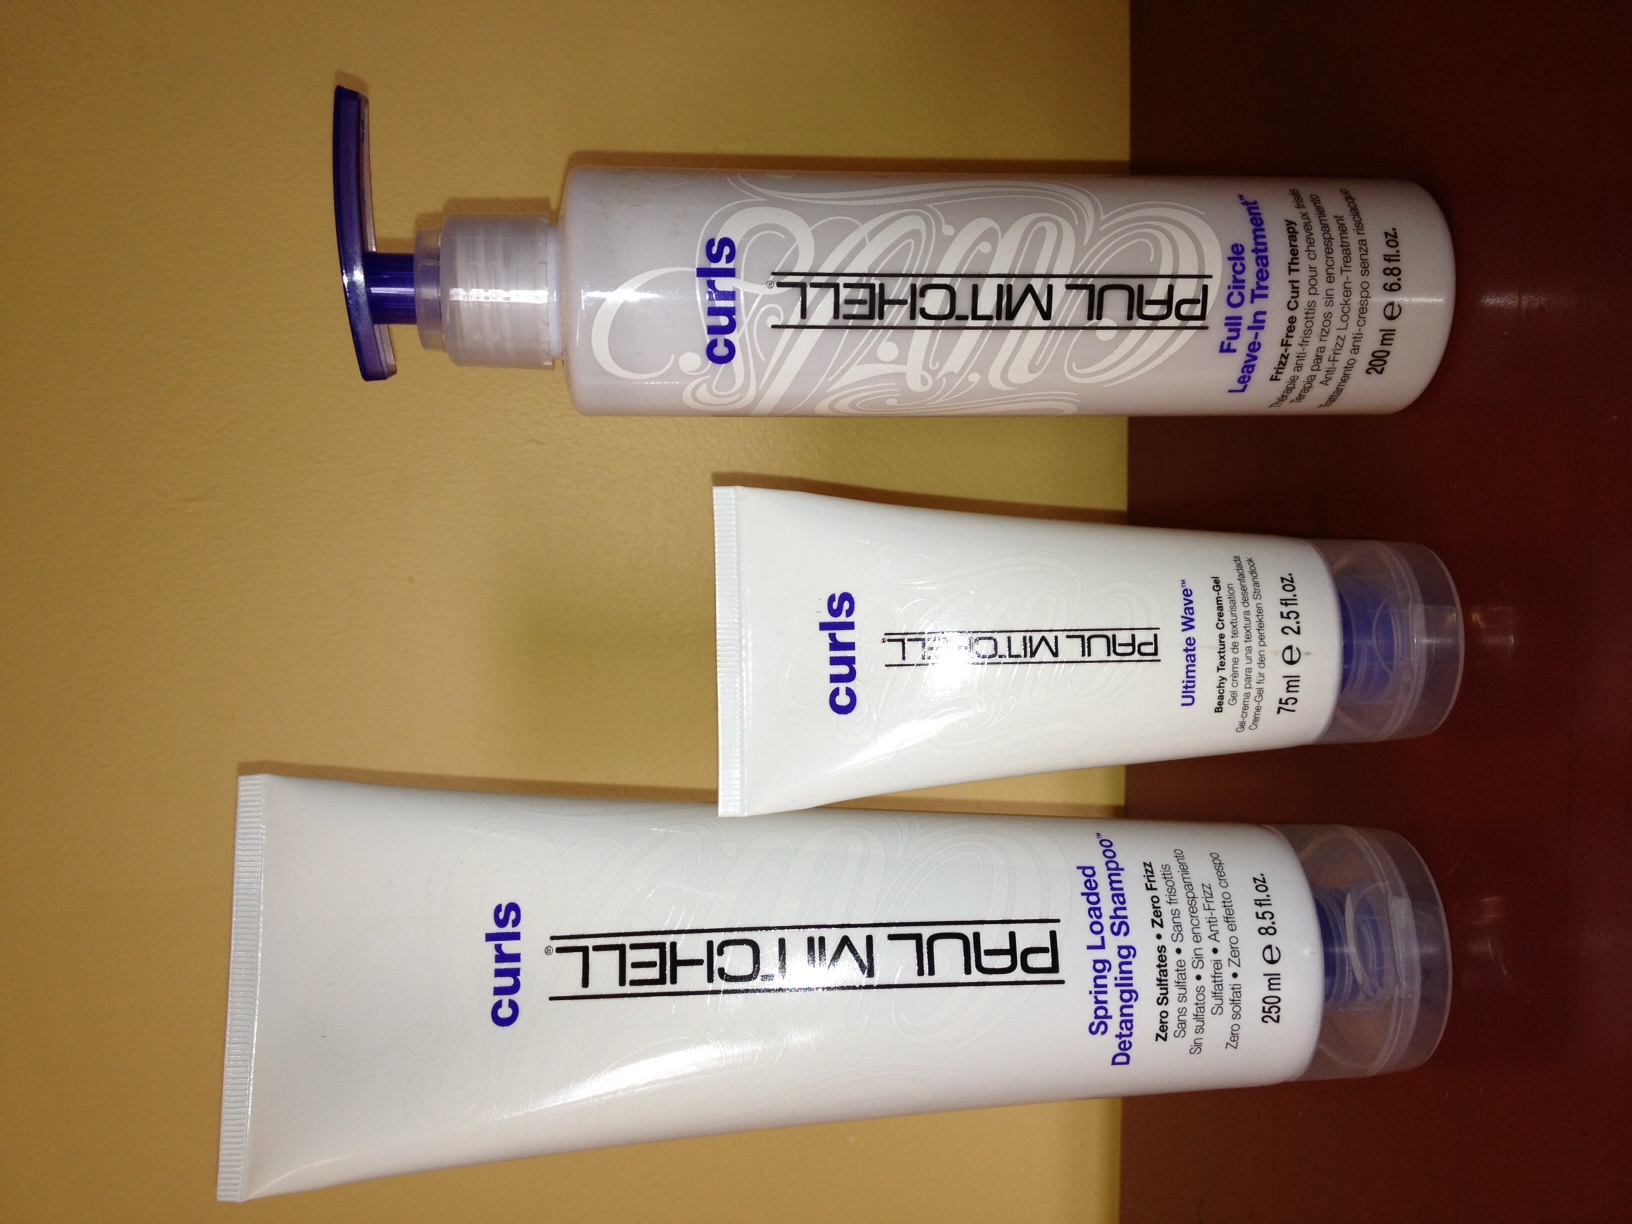 curls
PAUL MITCHELL®
Spring Loaded
Detangling Shampoo™
Zero Sulfates • Zero Frizz
Sans sulfate • Sans frisottis
Sin sulfatos • Sin encrespamiento
Sulfatfrei • Anti-Frizz
Zero solfati • Zero effetto crespo
250 ml ℮ 8.5 fl.oz.
curls
PAUL MITCHELL®
Ultimate Wave™
Beachy Texture Cream-Gel
Gel crème de texturisation
Gel-crema para una textura desenfadada
Creme-Gel für den perfekten Strandlook
75 ml ℮ 2.5 fl.oz.
curls
Curls
PAUL MITCHELL®
Full Circle
Leave-In Treatment™
Frizz-Free Curl Therapy
Thérapie anti-frisottis pour cheveux frisés
Terapia para rizos sin encrespamiento
Anti-Frizz Locken-Treatment
Trattamento anti-crespo senza risciacquo
200 ml ℮ 6.8 fl.oz.